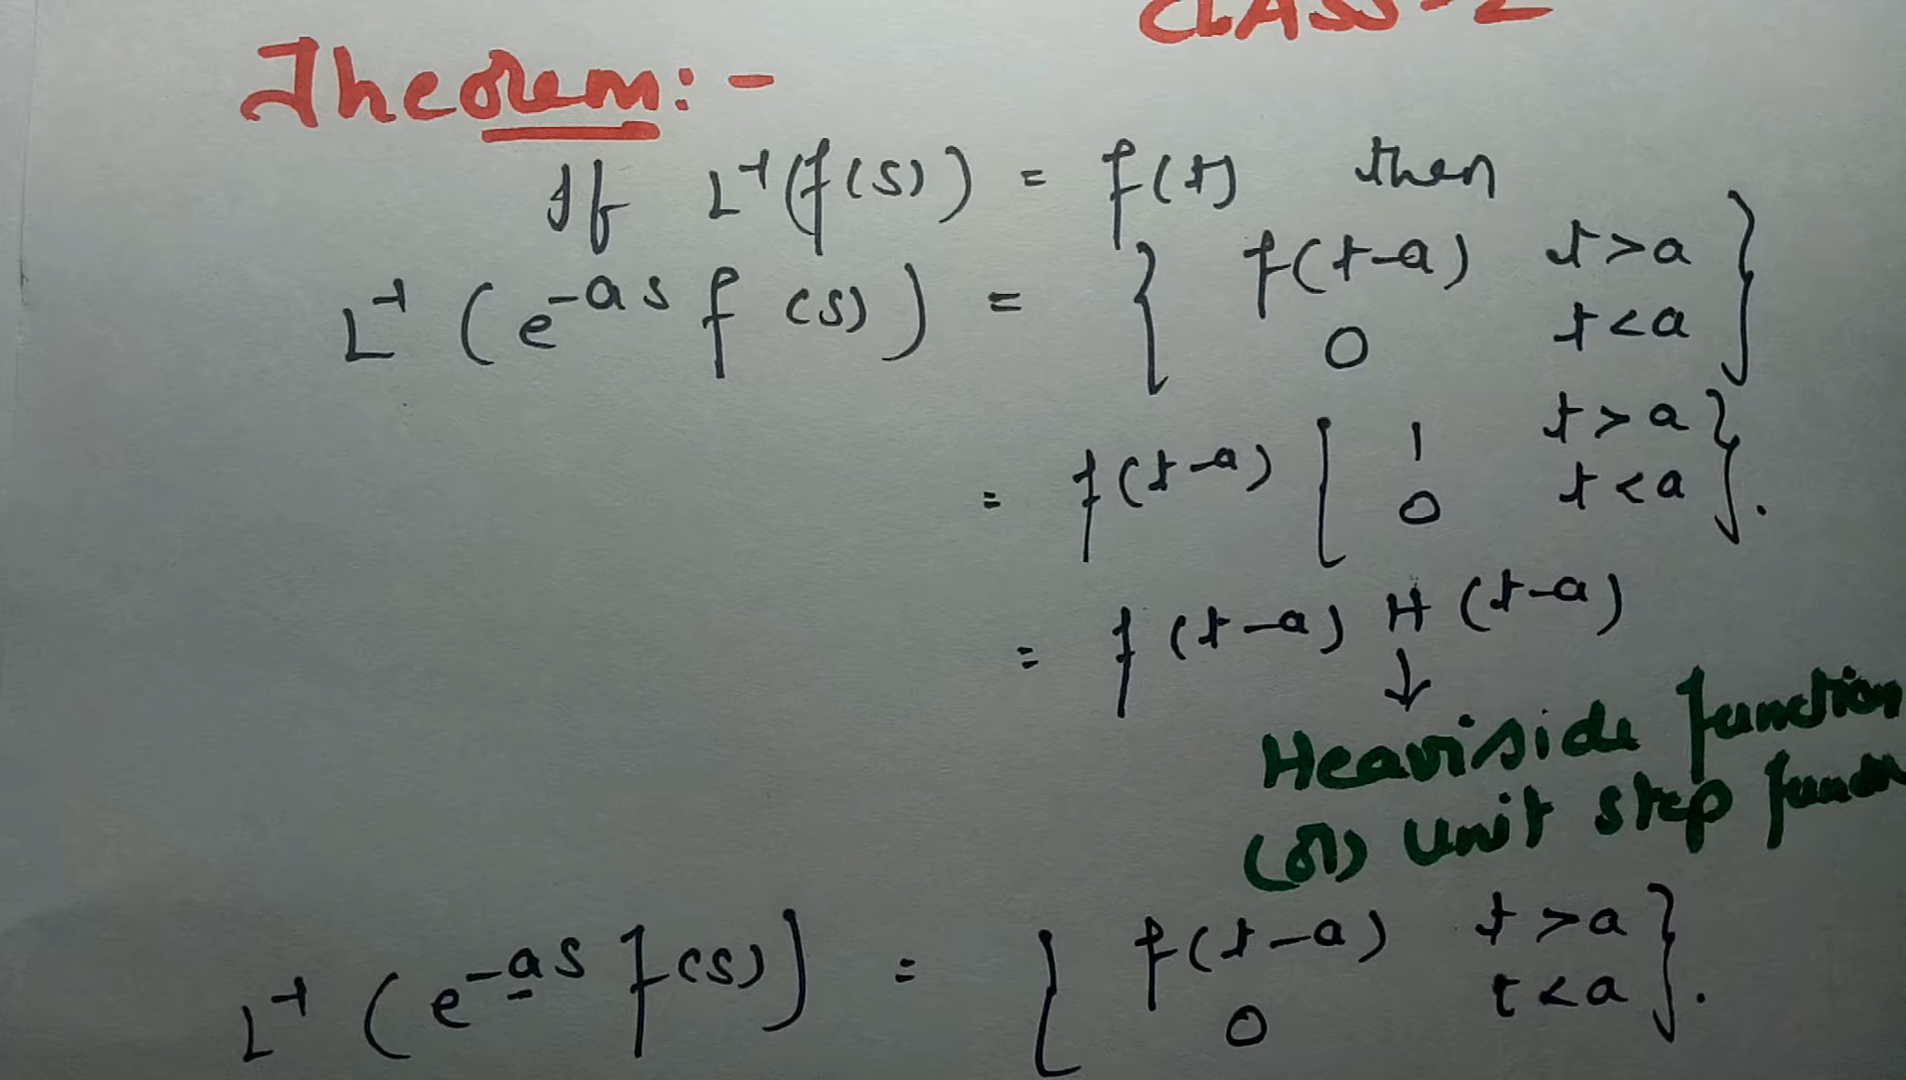 CLASS-2
Theorem:-
If L⁻¹(f(s)) = f(t) then
L⁻¹(e^{-as} f(s)) = { f(t-a) t>a
0 t<a }
= f(t-a) [ 1 t>a
0 t<a }.
= f(t-a) H(t-a)
↓
Heaviside function
(or) unit step
L⁻¹(e^{-as} f(s)] = [ f(t-a) t>a
0 t<a }.